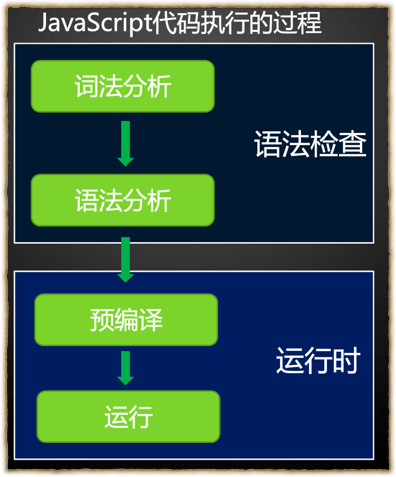 JavaScript代码执行的过程
词法分析
语法检查
语法分析
预编译
运行时
运行